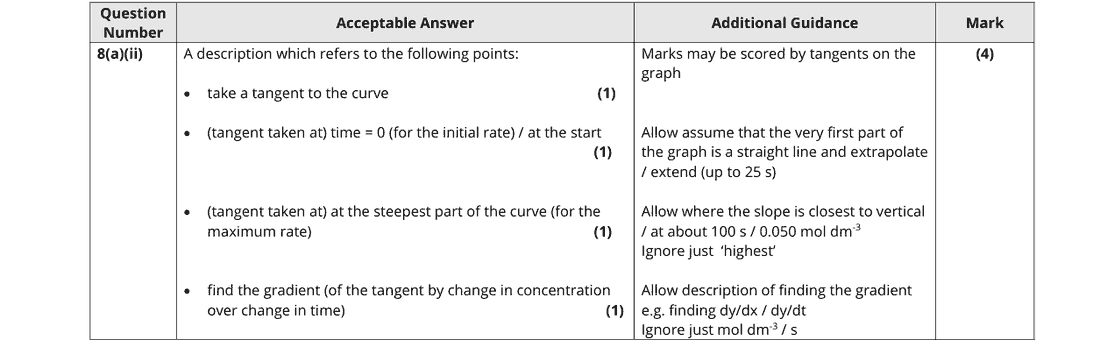 Question Number
Acceptable Answer
Additional Guidance
Mark
8(a)(ii)
A description which refers to the following points:
Marks may be scored by tangents on the
graph
(4)
• take a tangent to the curve (1)
• (tangent taken at) time = 0 (for the initial rate) / at the start
(1)
Allow assume that the very first part of
the graph is a straight line and extrapolate
/ extend (up to 25 s)
• (tangent taken at) at the steepest part of the curve (for the
maximum rate) (1)
Allow where the slope is closest to vertical
/ at about 100 s / 0.050 mol dm⁻³
Ignore just ‘highest’
• find the gradient (of the tangent by change in concentration
over change in time) (1)
Allow description of finding the gradient
e.g. finding dy/dx / dy/dt
Ignore just mol dm⁻³ / s